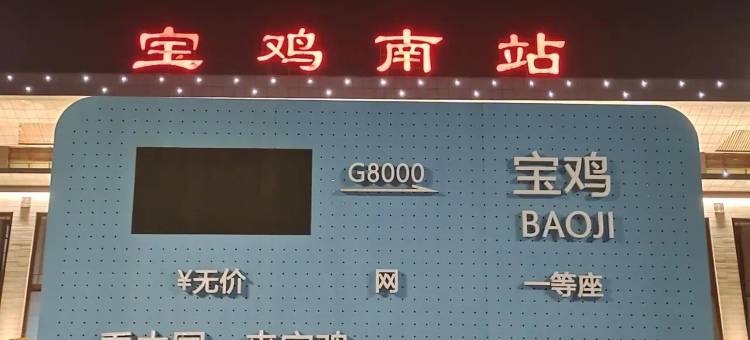 宝鸡南站
G8000
宝鸡
BAOJI
¥无价 网 一等座